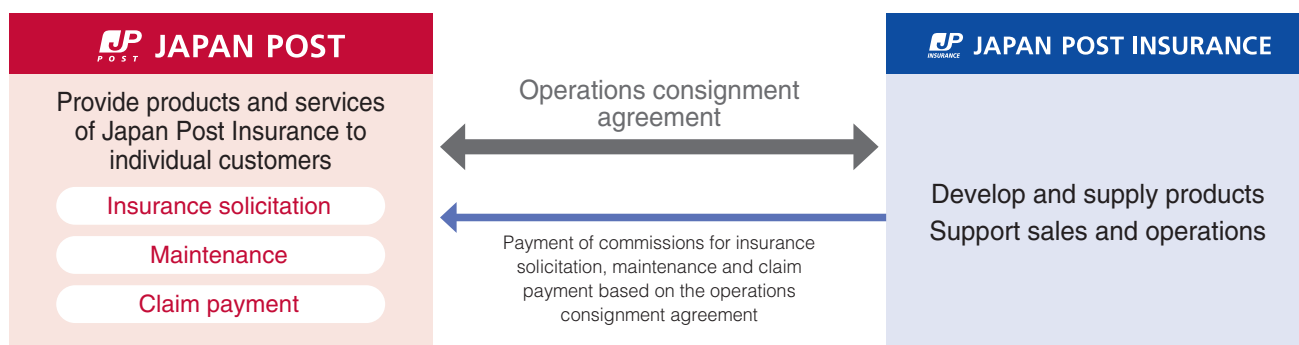 JP POST JAPAN POST
Provide products and services
of Japan Post Insurance to
individual customers
Insurance solicitation
Maintenance
Claim payment
Operations consignment
agreement
Payment of commissions for insurance
solicitation, maintenance and claim
payment based on the operations
consignment agreement
JP INSURANCE JAPAN POST INSURANCE
Develop and supply products
Support sales and operations